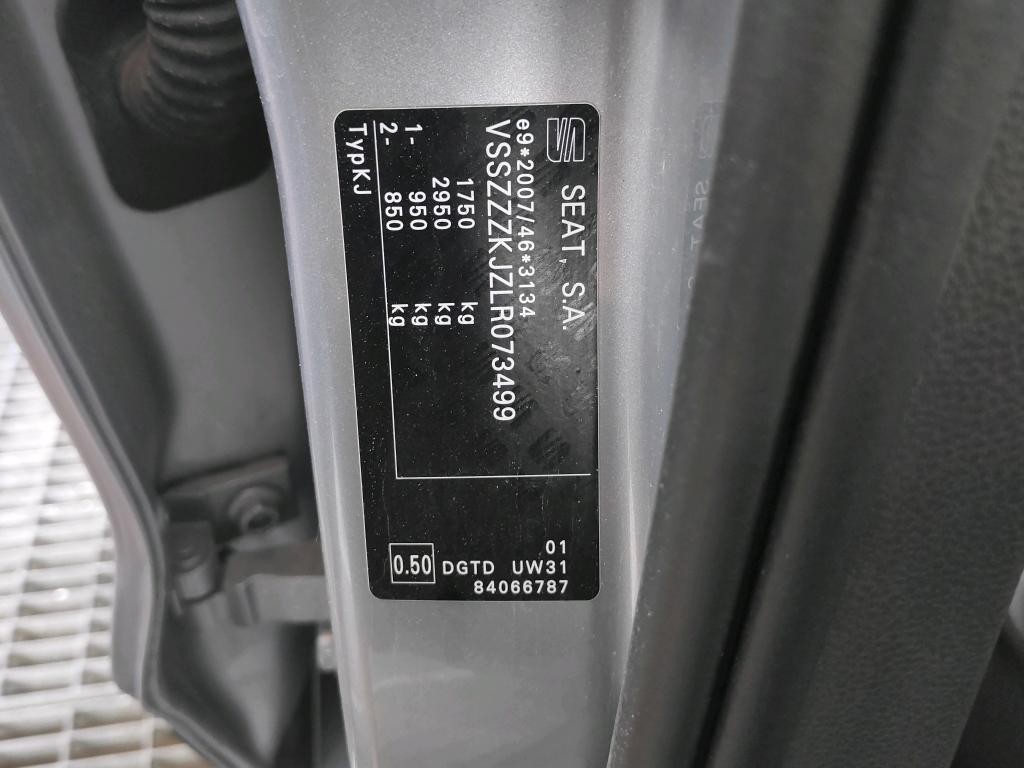 SEAT, S.A.
e9*2007/46*3134
VSSZZZKJZLR073499
1750 kg
2950 kg
1- 950 kg
2- 850 kg
TypKJ
01
DGTD UW31
84066787
0.50